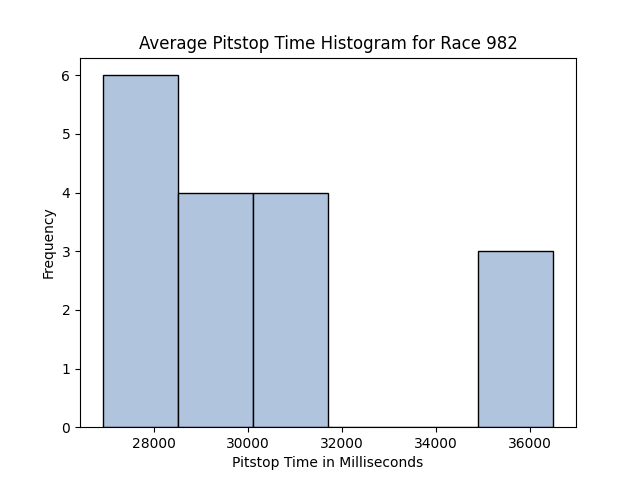 Average Pitstop Time Histogram for Race 982
6
5
4
3
2
1
0
Frequency
28000 30000 32000 34000 36000
Pitstop Time in Milliseconds